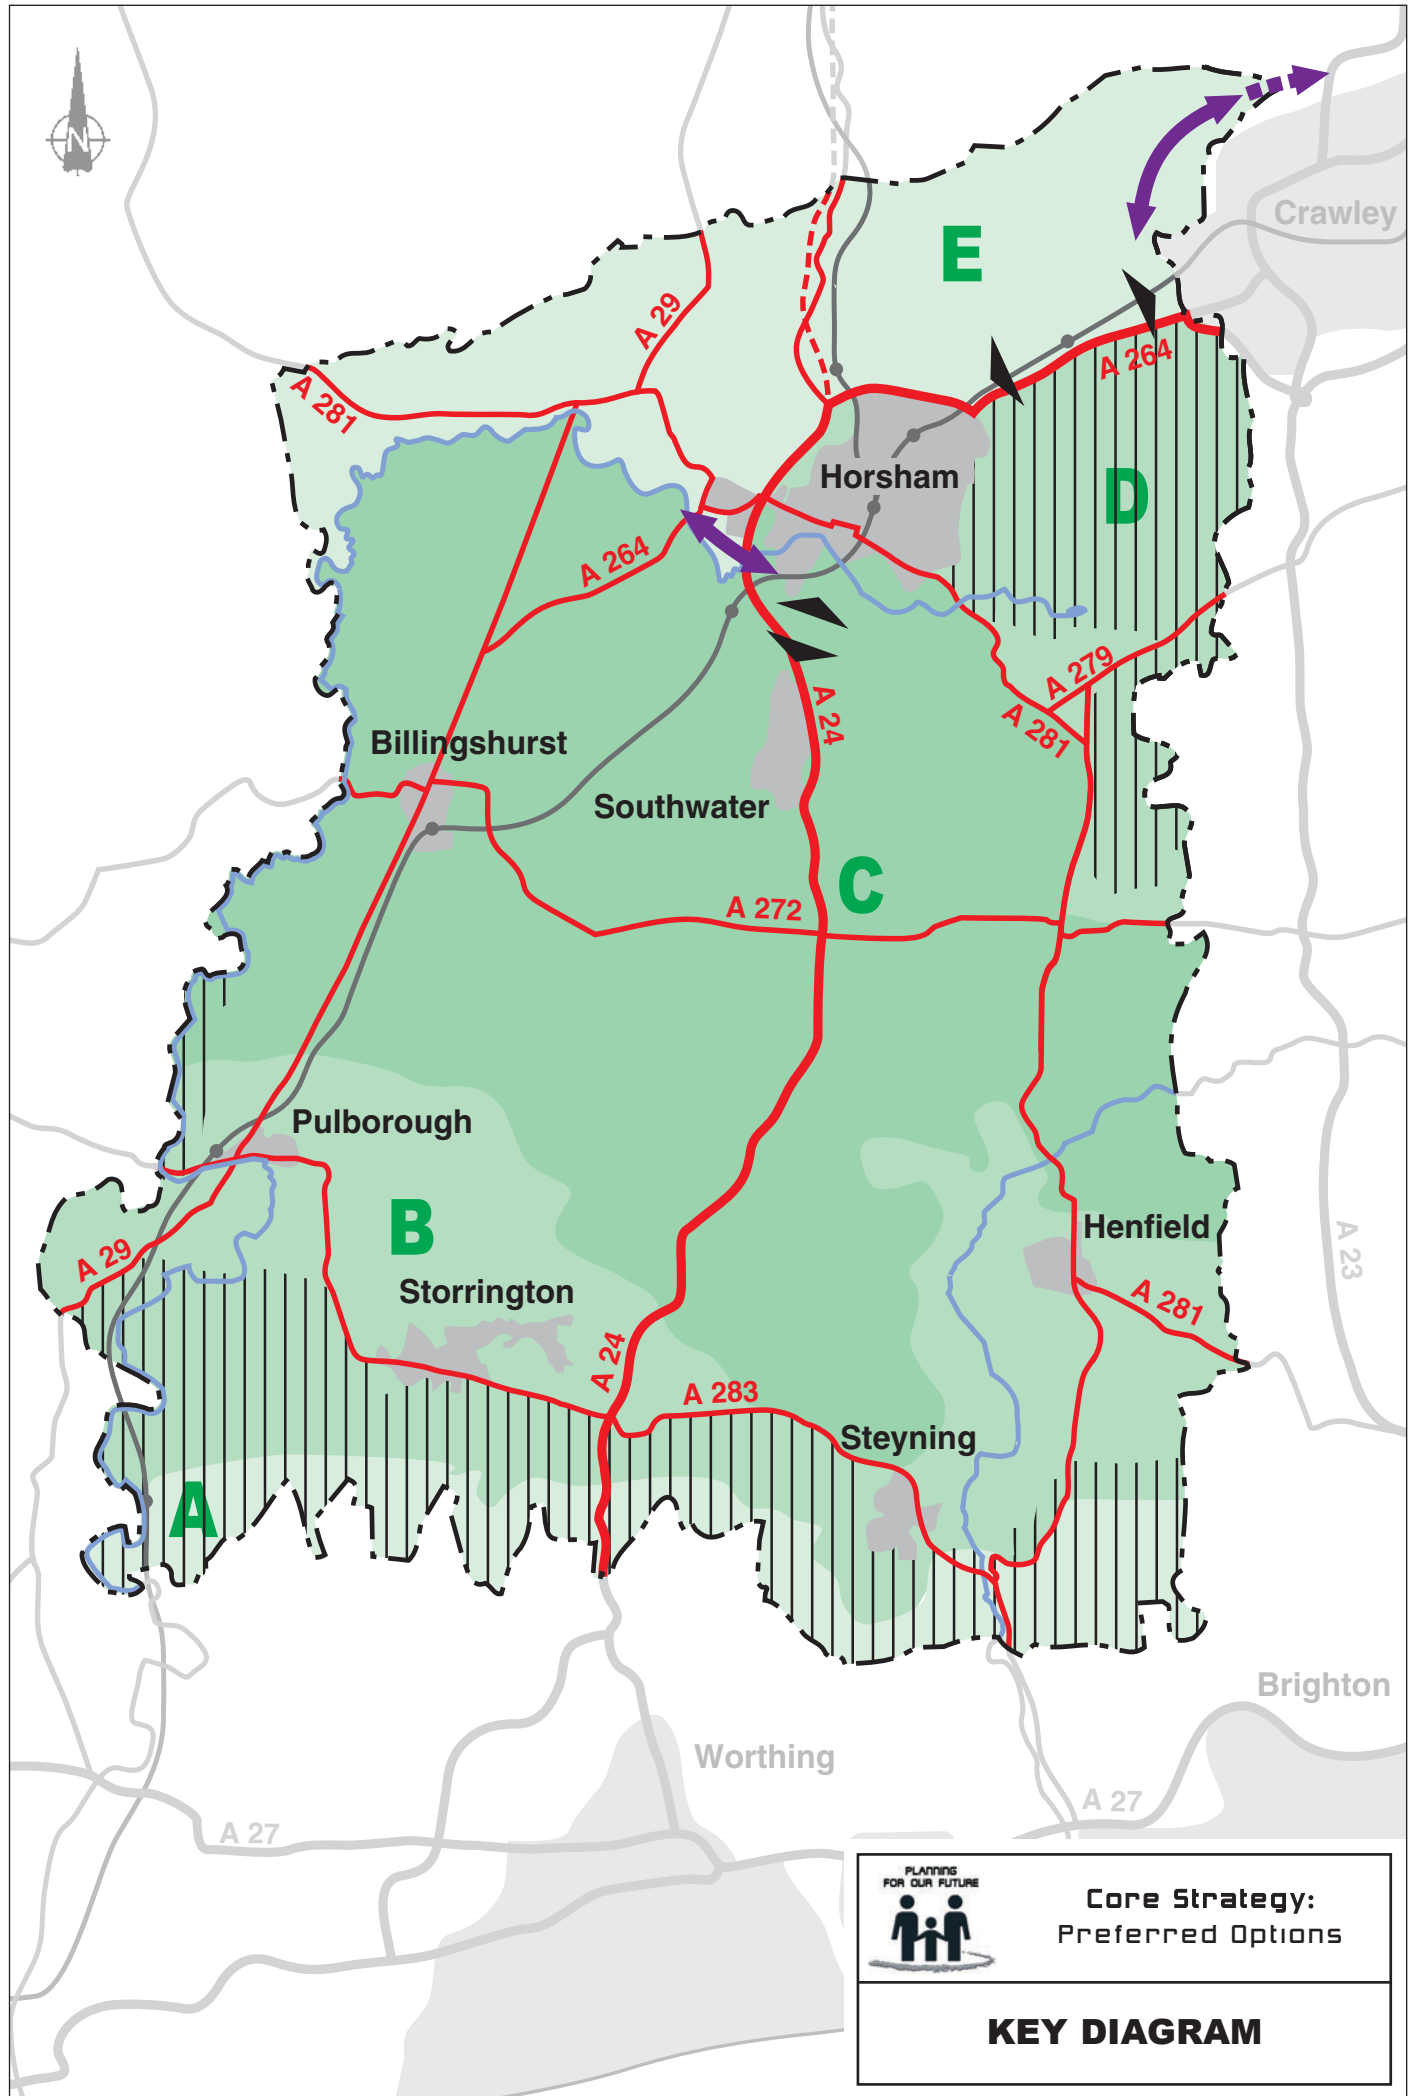 N
Crawley
E
A 29
A 264
A 281
Horsham
D
A 264
A 279
A 24
A 281
Billingshurst
Southwater
C
A 272
Pulborough
B
Henfield
A 29
A 23
Storrington
A 281
A 24
A 283
Steyning
A
Brighton
Worthing
A 27
A 27
PLANNING
FOR OUR FUTURE
Core Strategy:
Preferred Options
KEY DIAGRAM